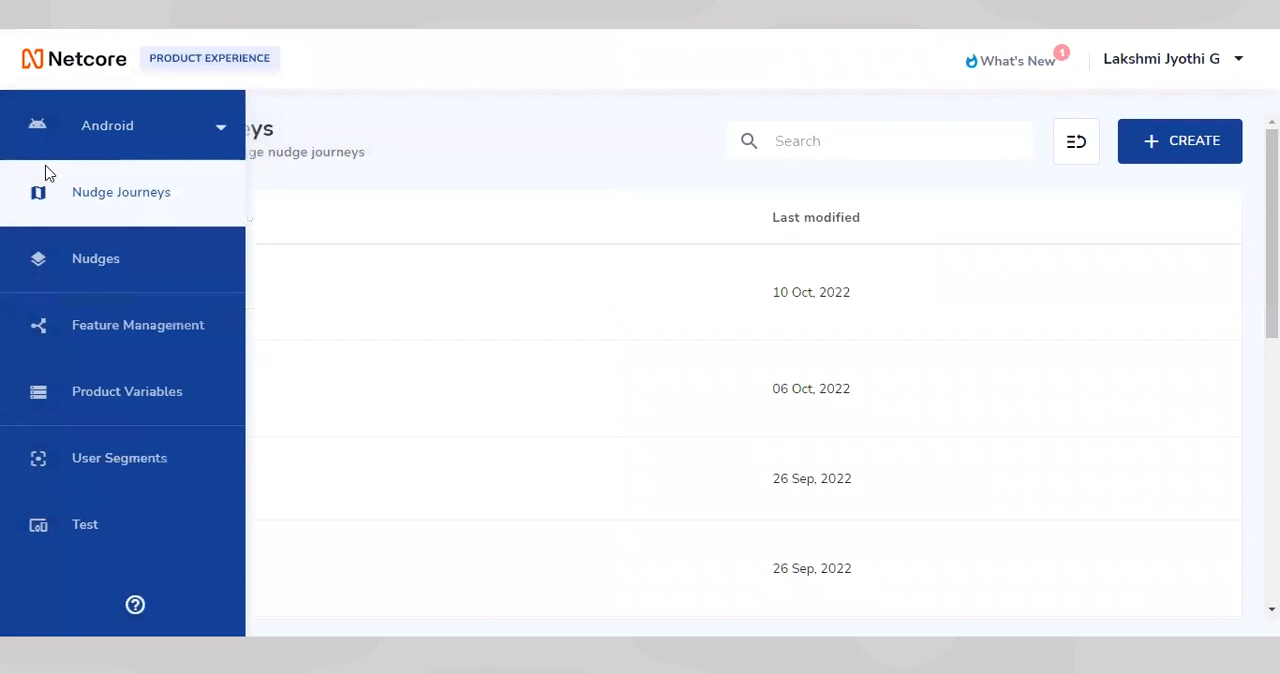 Netcore
PRODUCT EXPERIENCE
What's New
1
Lakshmi Jyothi G
Android
Nudge Journeys
Nudges
Feature Management
Product Variables
User Segments
Test
ys
ge nudge journeys
Search
CREATE
Last modified
10 Oct, 2022
06 Oct, 2022
26 Sep, 2022
26 Sep, 2022